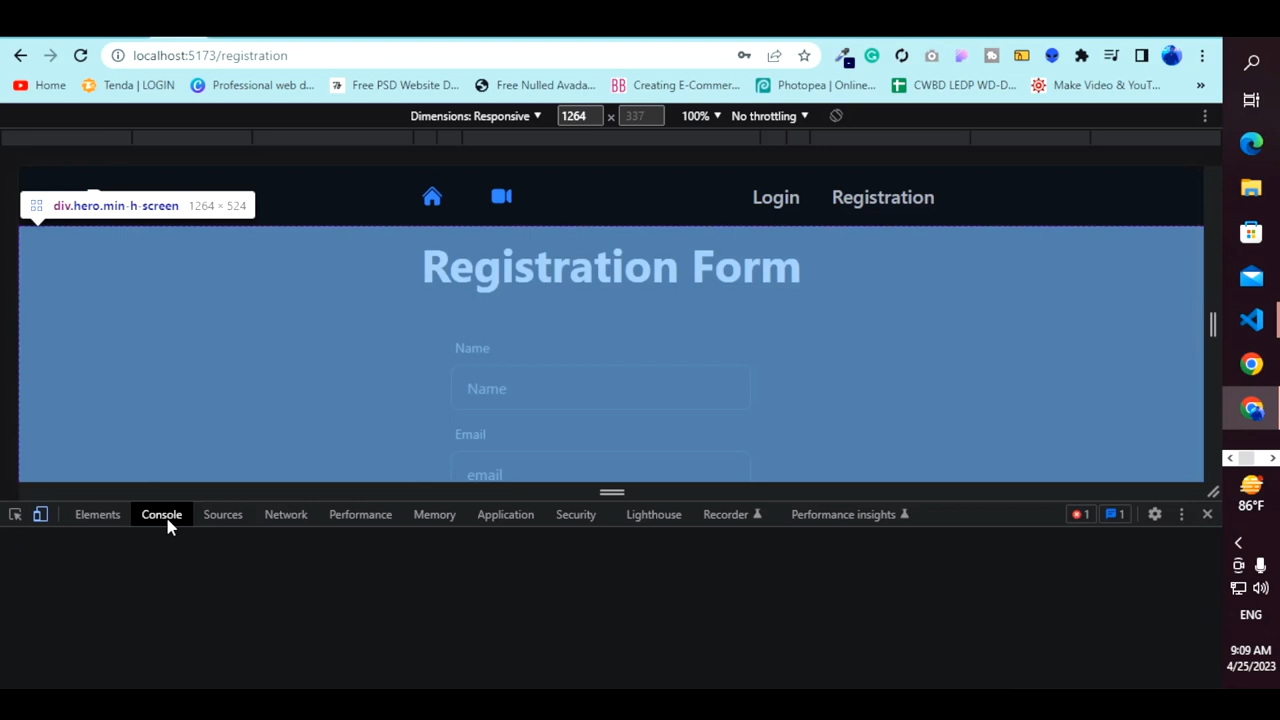 localhost:5173/registration
Home Tenda | LOGIN Professional web d... Free PSD Website D... Free Nulled Avada... Creating E-Commer... Photopea | Online... CWBD LEDP WD-D... Make Video & YouT... »
Dimensions: Responsive 1264 × 337 100% No throttling
Login Registration
div.hero.min-h-screen 1264 × 524
Registration Form
Name
Name
Email
email
Elements Console Sources Network Performance Memory Application Security Lighthouse Recorder Performance insights 1 1
86°F
ENG
9:09 AM
4/25/2023